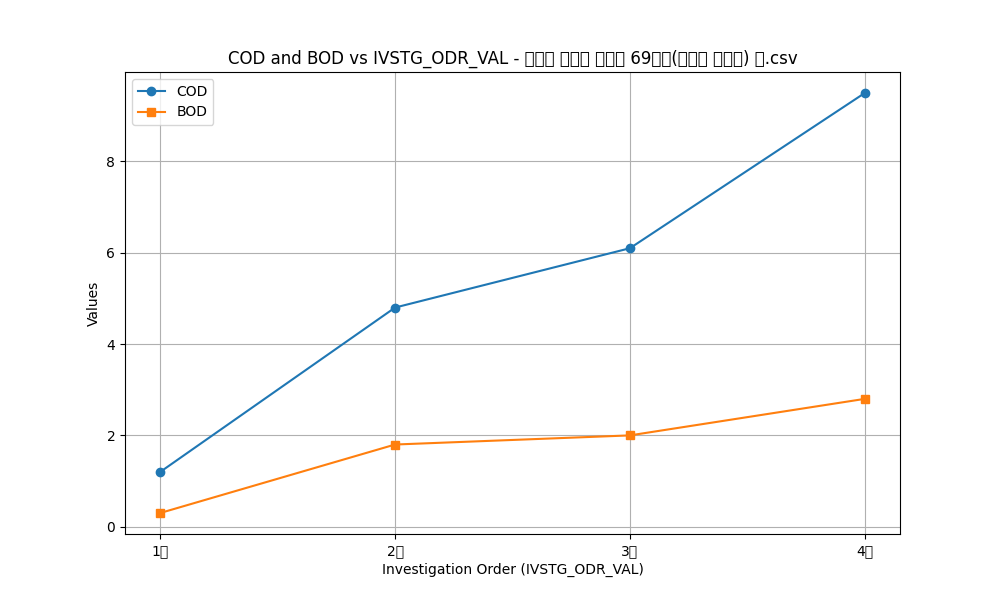 COD and BOD vs IVSTG_ODR_VAL - 69 ( ) .csv
COD
BOD
8
6
4
2
0
Values
1 2 3 4
Investigation Order (IVSTG_ODR_VAL)